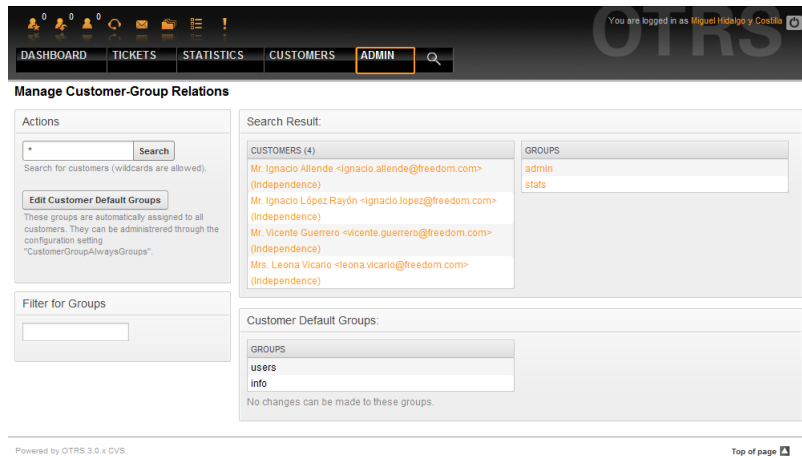 OTRS
You are logged in as Miguel Hidalgo y Costilla
0 0 0
DASHBOARD TICKETS STATISTICS CUSTOMERS ADMIN
Manage Customer-Group Relations
Actions
* Search
Search for customers (wildcards are allowed).
Edit Customer Default Groups
These groups are automatically assigned to all
customers. They can be administrered through the
configuration setting
"CustomerGroupAlwaysGroups".
Filter for Groups
Search Result:
CUSTOMERS (4)
Mr. Ignacio Allende <ignacio.allende@freedom.com>
(Independence)
Mr. Ignacio López Rayón <ignacio.lopez@freedom.com>
(Independence)
Mr. Vicente Guerrero <vicente.guerrero@freedom.com>
(Independence)
Mrs. Leona Vicario <leona.vicario@freedom.com>
(Independence)
GROUPS
admin
stats
Customer Default Groups:
GROUPS
users
info
No changes can be made to these groups.
Powered by OTRS 3.0.x CVS
Top of page